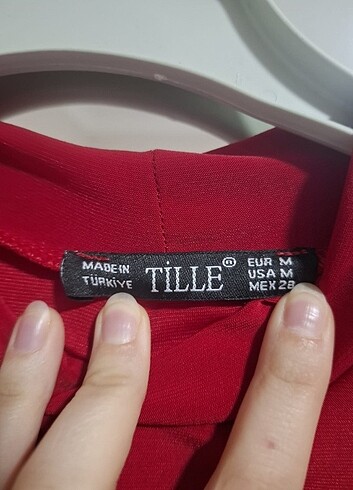 MADE IN
TÜRKİYE
TİLLE®
EUR M
USA M
MEX 28